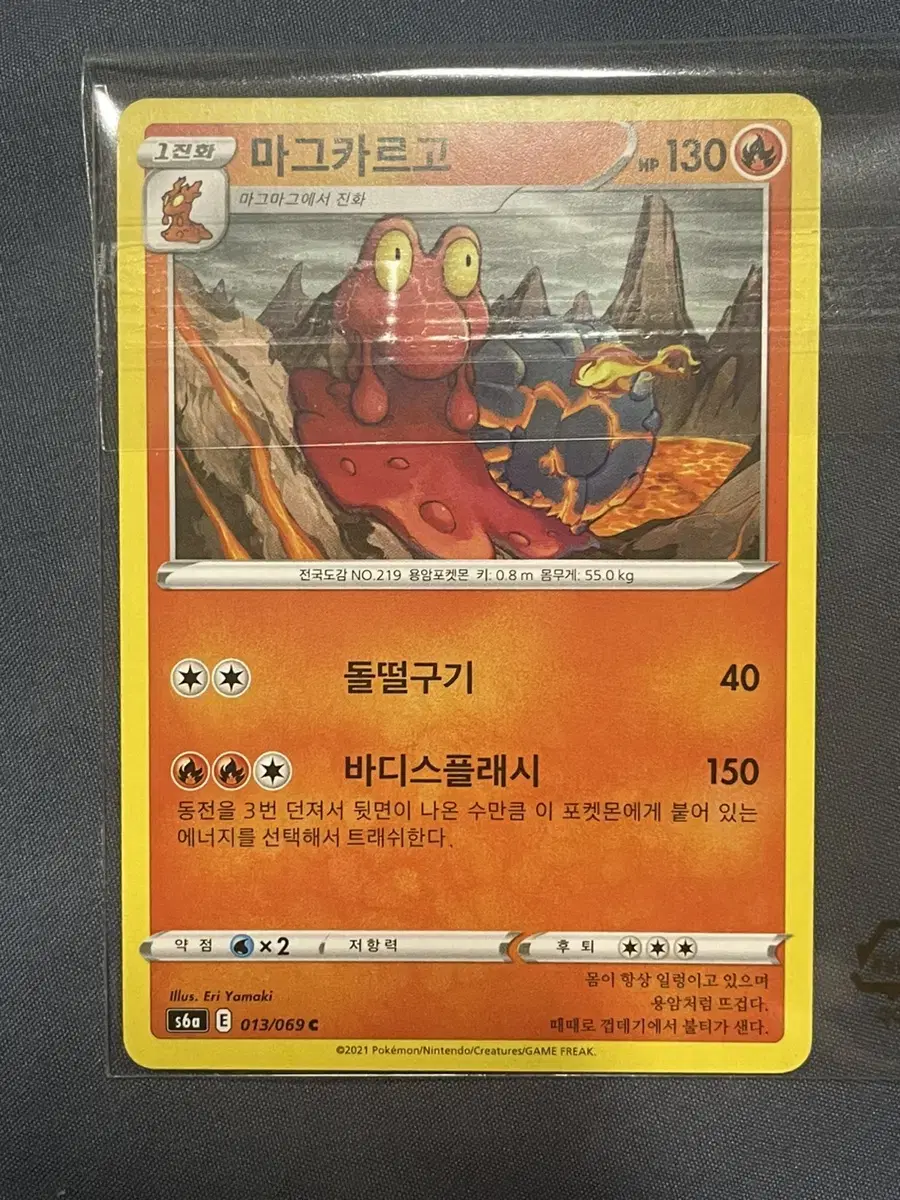 1진화 마그카르고 HP 130
마그마그에서 진화
전국도감 NO.219 용암포켓몬 키: 0.8 m 몸무게: 55.0 kg
돌떨구기 40
바디스플래시 150
동전을 3번 던져서 뒷면이 나온 수만큼 이 포켓몬에게 붙어 있는
에너지를 선택해서 트래쉬한다.
약점 ×2 저항력 후퇴
몸이 항상 일렁이고 있으며
용암처럼 뜨겁다.
때때로 껍데기에서 불티가 샌다.
Illus. Eri Yamaki
s6a E 013/069 C
©2021 Pokémon/Nintendo/Creatures/GAME FREAK.